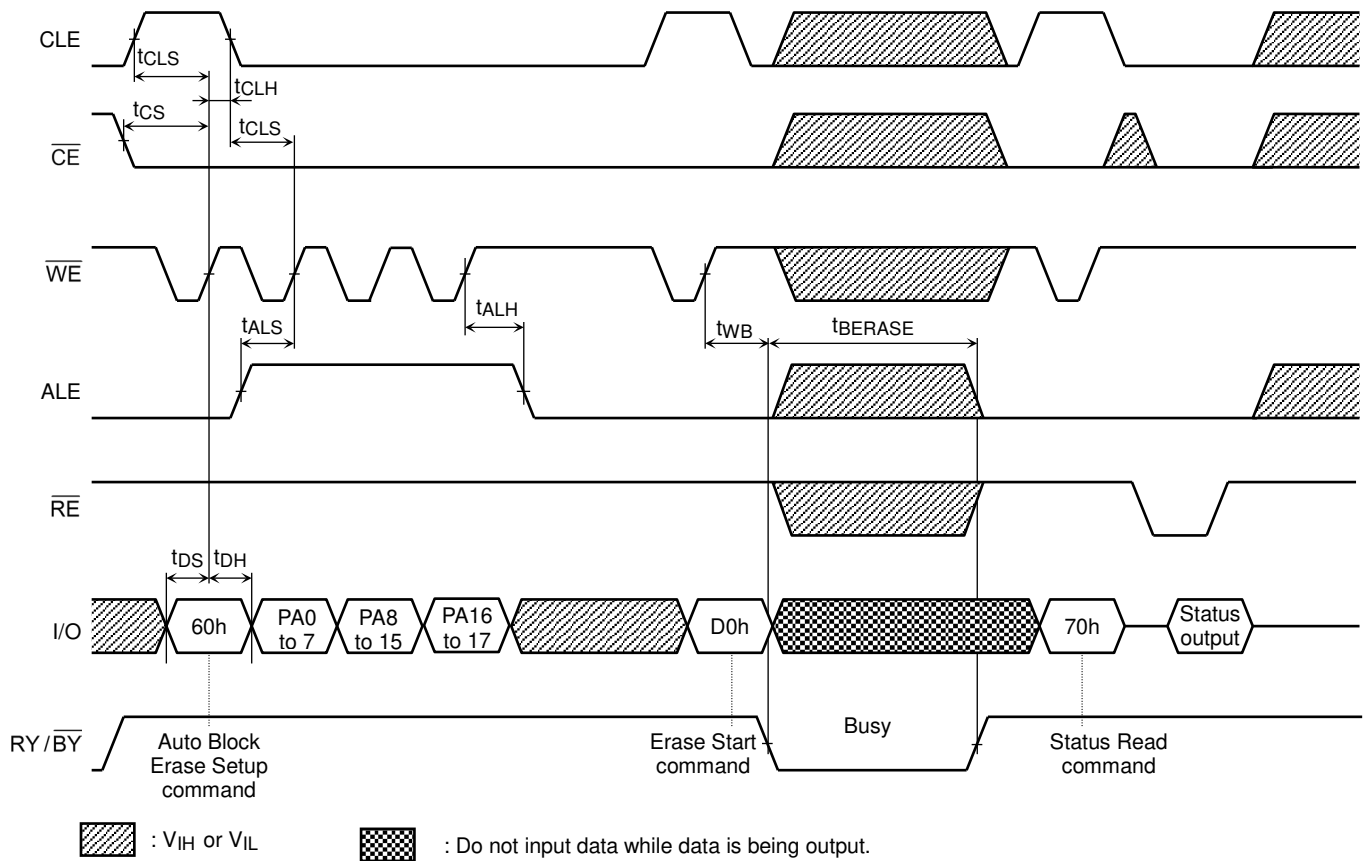 CLE
tCLS
tCLH
tCS
tCLS
CE
WE
tALS
tALH
tWB
tBERASE
ALE
RE
tDS
tDH
I/O
60h
PA0
to 7
PA8
to 15
PA16
to 17
D0h
70h
Status
output
RY/BY
Busy
Auto Block
Erase Setup
command
Erase Start
command
Status Read
command
: VIH or VIL
: Do not input data while data is being output.